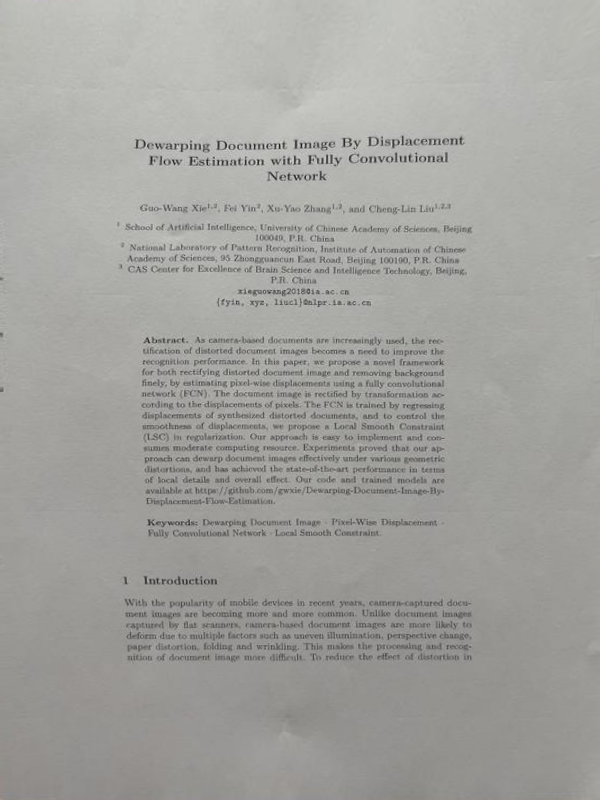 Dewarping Document Image By Displacement
Flow Estimation with Fully Convolutional
Network
Guo-Wang Xie1,2, Fei Yin2, Xu-Yao Zhang1,2, and Cheng-Lin Liu1,2,3
1 School of Artificial Intelligence, University of Chinese Academy of Sciences, Beijing
100049, P.R. China
2 National Laboratory of Pattern Recognition, Institute of Automation of Chinese
Academy of Sciences, 95 Zhongguancun East Road, Beijing 100190, P.R. China
3 CAS Center for Excellence of Brain Science and Intelligence Technology, Beijing,
P.R. China
xieguowang2018@ia.ac.cn
{fyin, xyz, liucl}@nlpr.ia.ac.cn
Abstract. As camera-based documents are increasingly used, the rec-
tification of distorted document images becomes a need to improve the
recognition performance. In this paper, we propose a novel framework
for both rectifying distorted document image and removing background
finely, by estimating pixel-wise displacements using a fully convolutional
network (FCN). The document image is rectified by transformation ac-
cording to the displacements of pixels. The FCN is trained by regressing
displacements of synthesized distorted documents, and to control the
smoothness of displacements, we propose a Local Smooth Constraint
(LSC) in regularization. Our approach is easy to implement and con-
sumes moderate computing resource. Experiments proved that our ap-
proach can dewarp document images effectively under various geometric
distortions, and has achieved the state-of-the-art performance in terms
of local details and overall effect. Our code and trained models are
available at https://github.com/gwxie/Dewarping-Document-Image-By-
Displacement-Flow-Estimation.
Keywords: Dewarping Document Image · Pixel-Wise Displacement ·
Fully Convolutional Network · Local Smooth Constraint.
1 Introduction
With the popularity of mobile devices in recent years, camera-captured docu-
ment images are becoming more and more common. Unlike document images
captured by flat scanners, camera-based document images are more likely to
deform due to multiple factors such as uneven illumination, perspective change,
paper distortion, folding and wrinkling. This makes the processing and recog-
nition of document image more difficult. To reduce the effect of distortion in